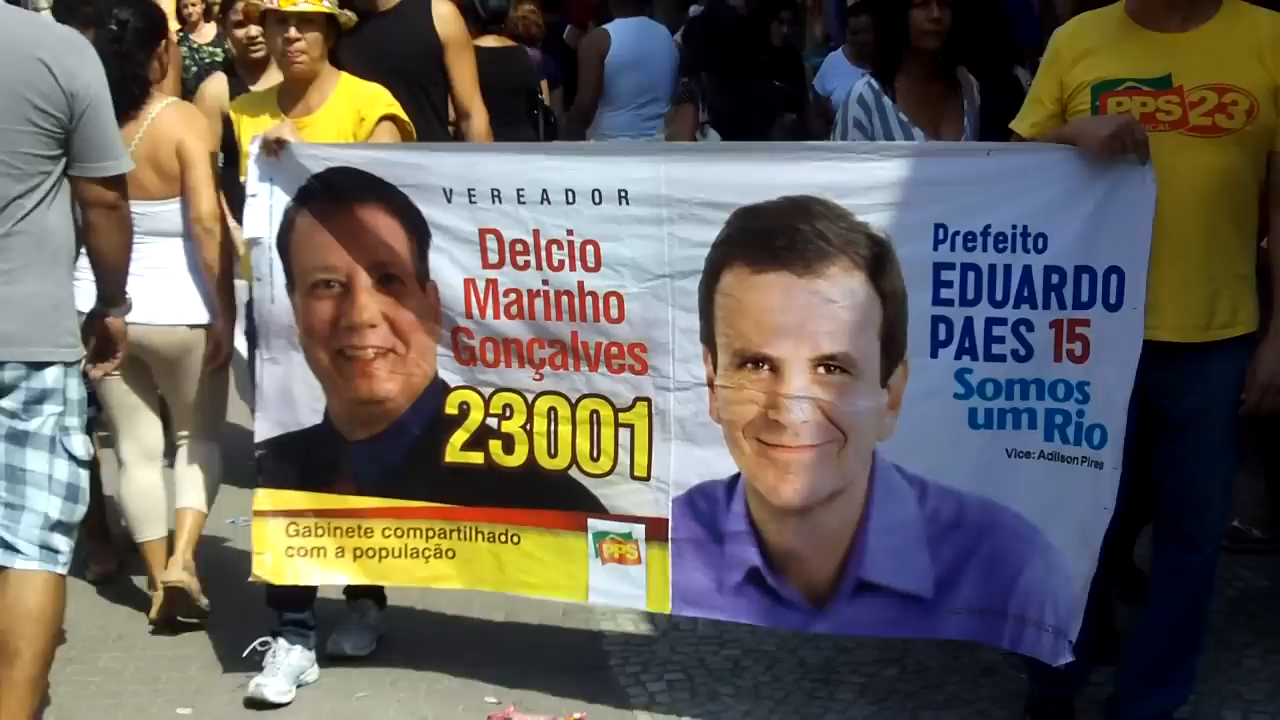 VEREADOR
Delcio
Marinho
Gonçalves
23001
Gabinete compartilhado
com a população
PPS
Prefeito
EDUARDO
PAES 15
Somos
um Rio
Vice: Adilson Pires
PPS 23